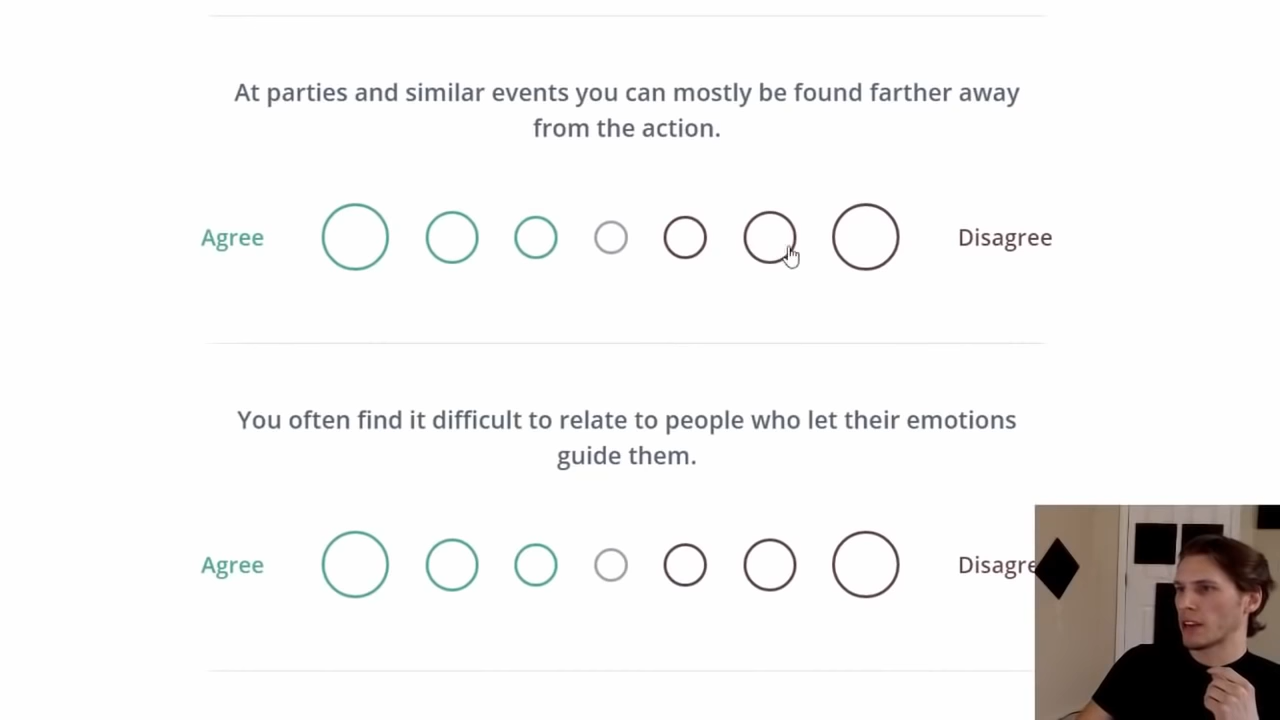 At parties and similar events you can mostly be found farther away
from the action.
Agree
Disagree
You often find it difficult to relate to people who let their emotions
guide them.
Agree
Disagre